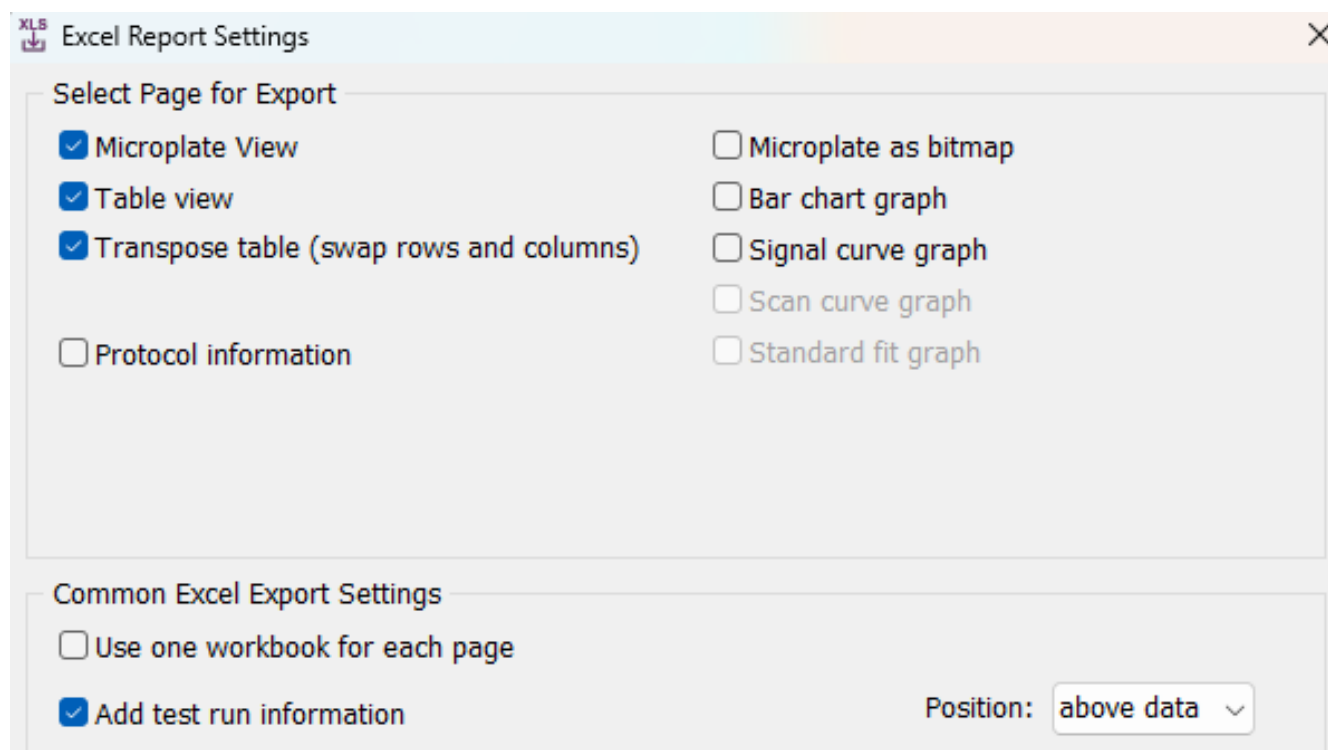 XLS
Excel Report Settings
Select Page for Export
Microplate View
Table view
Transpose table (swap rows and columns)
Protocol information
Microplate as bitmap
Bar chart graph
Signal curve graph
Scan curve graph
Standard fit graph
Common Excel Export Settings
Use one workbook for each page
Add test run information
Position: above data